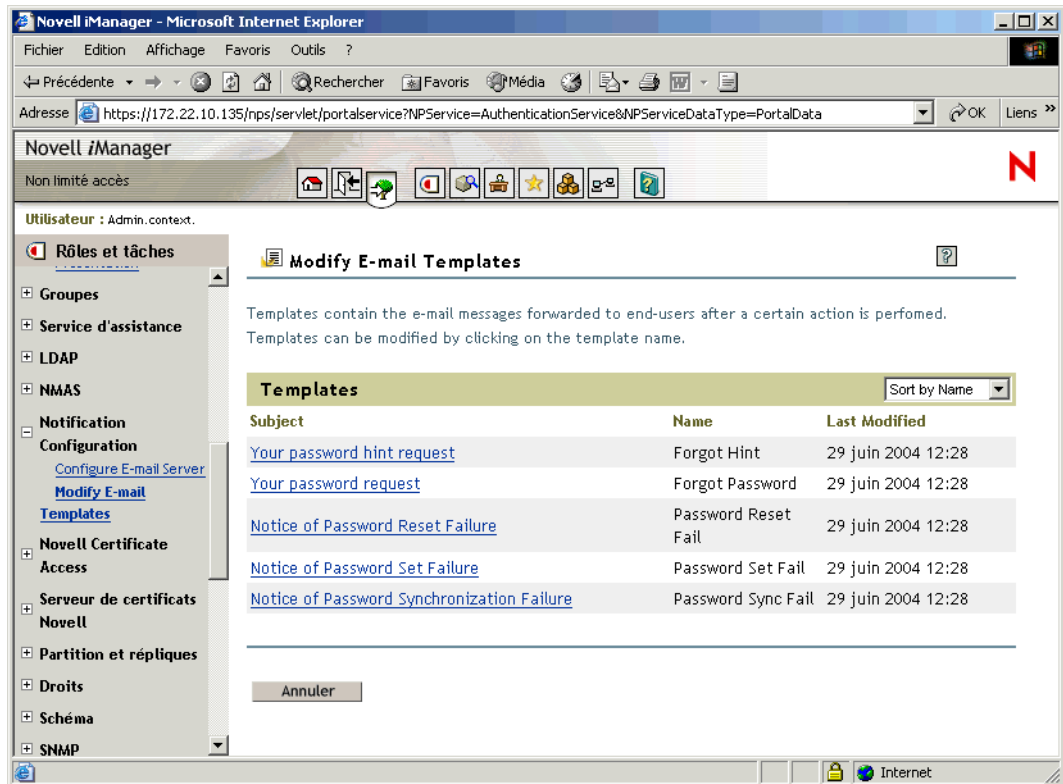 Novell iManager - Microsoft Internet Explorer
Fichier Edition Affichage Favoris Outils ?
Précédente Rechercher Favoris Média
Adresse https://172.22.10.135/nps/servlet/portalservice?NPService=AuthenticationService&NPServiceDataType=PortalData OK Liens »
Novell iManager
Non limité accès
N
Utilisateur : Admin.context.
Rôles et tâches
Groupes
Service d'assistance
LDAP
NMAS
Notification
Configuration
Configure E-mail Server
Modify E-mail
Templates
Novell Certificate
Access
Serveur de certificats
Novell
Partition et répliques
Droits
Schéma
SNMP
Modify E-mail Templates
?
Templates contain the e-mail messages forwarded to end-users after a certain action is perfomed.
Templates can be modified by clicking on the template name.
Templates Sort by Name
Subject Name Last Modified
Your password hint request Forgot Hint 29 juin 2004 12:28
Your password request Forgot Password 29 juin 2004 12:28
Notice of Password Reset Failure Password Reset Fail 29 juin 2004 12:28
Notice of Password Set Failure Password Set Fail 29 juin 2004 12:28
Notice of Password Synchronization Failure Password Sync Fail 29 juin 2004 12:28
Annuler
Internet